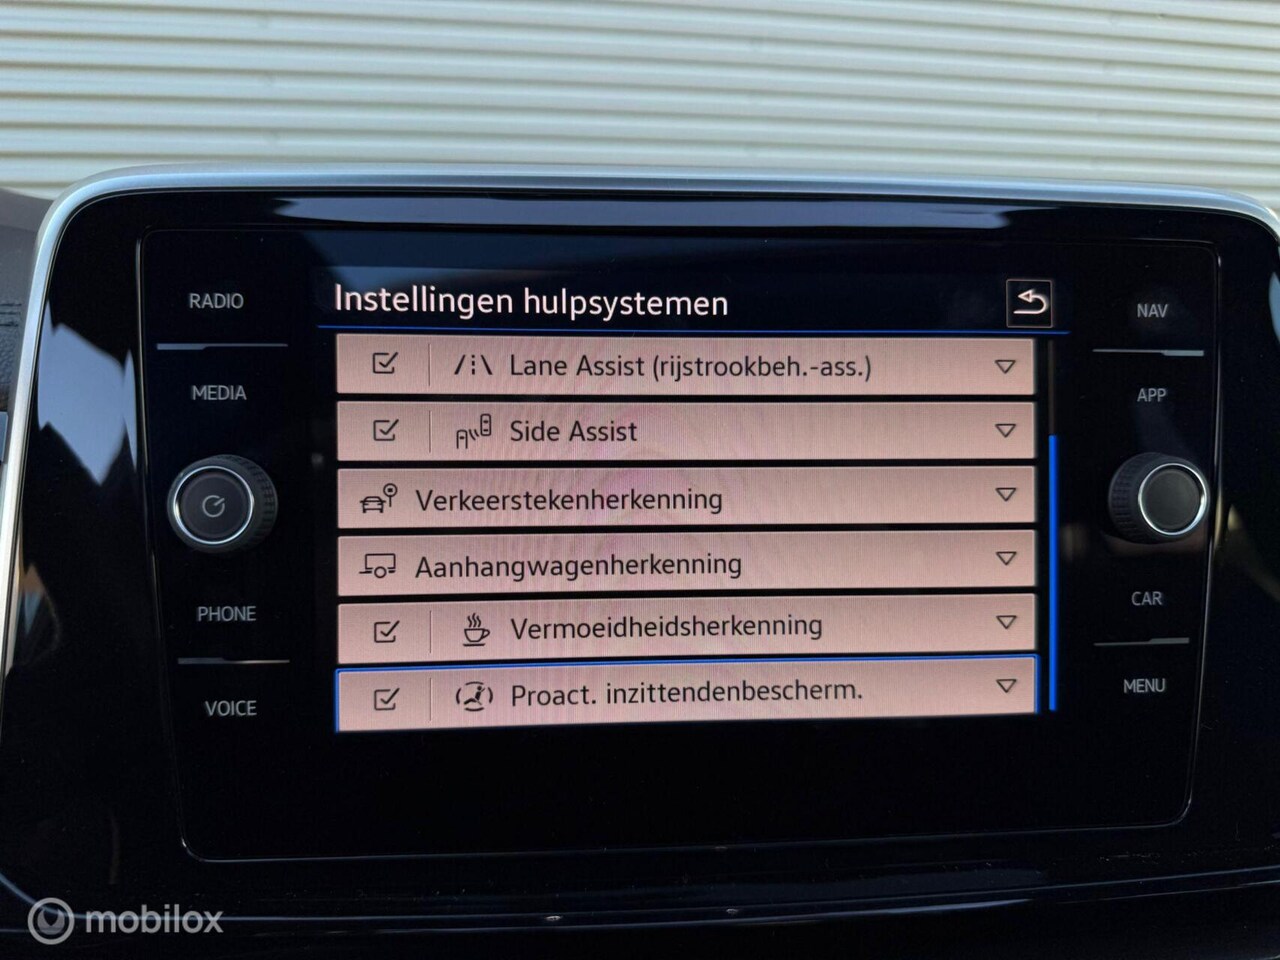 RADIO
MEDIA
PHONE
VOICE
Instellingen hulpsystemen
Lane Assist (rijstrookbeh.-ass.)
Side Assist
Verkeerstekenherkenning
Aanhangwagenherkenning
Vermoeidheidsherkenning
Proact. inzittendenbescherm.
NAV
APP
CAR
MENU
mobilox